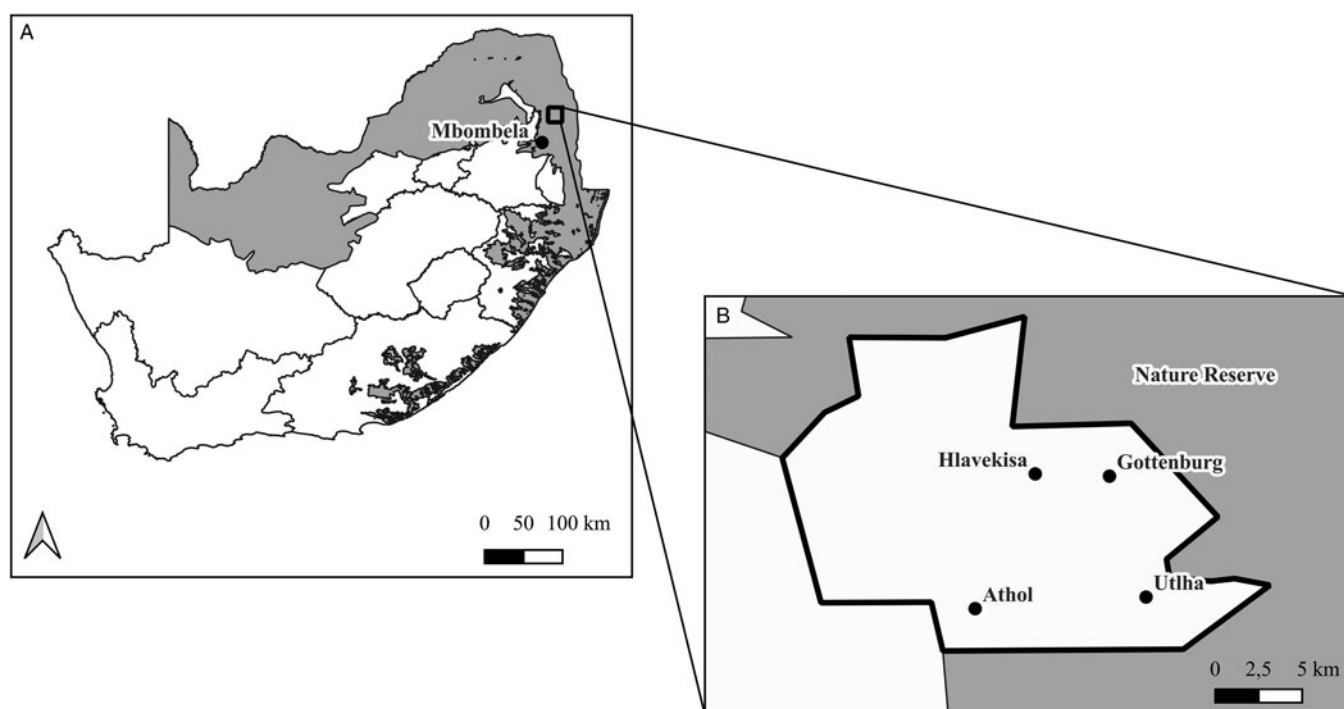 A
Mbombela
0 50 100 km
B
Nature Reserve
Hlavekisa
Gottenburg
Athol
Utlha
0 2,5 5 km